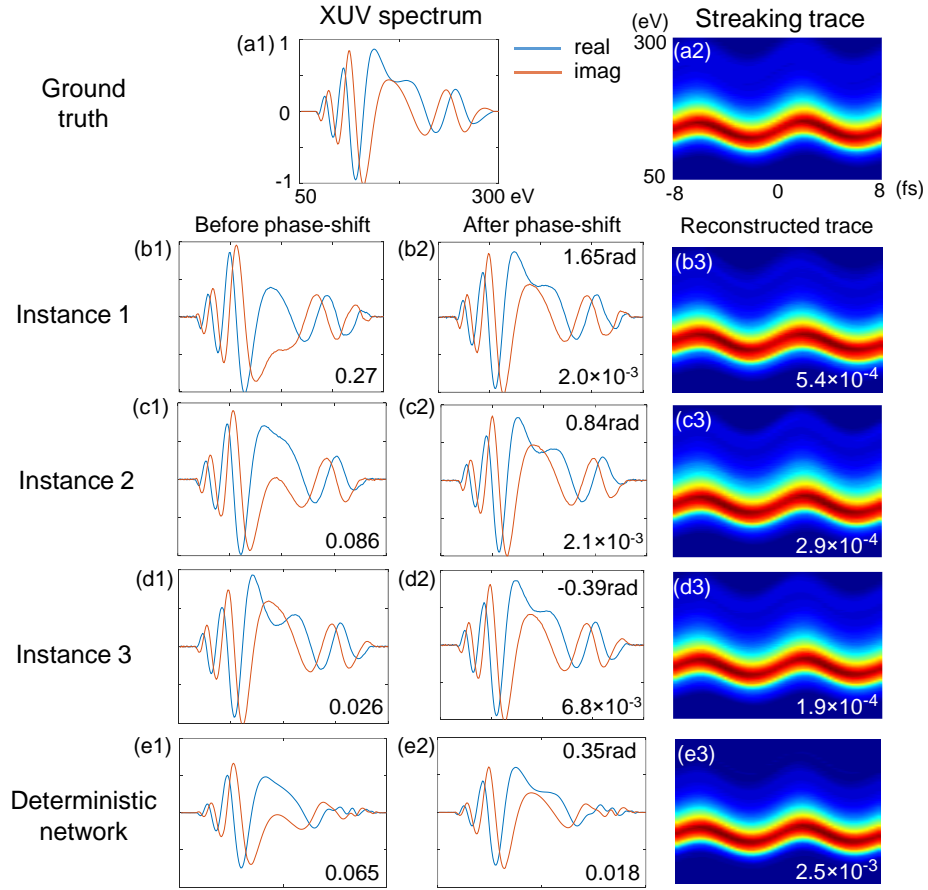 XUV spectrum
Streaking trace
Ground
truth
(a1)
1
0
-1
50
300 eV
real
imag
(eV)
300
50
(a2)
-8
0
8
(fs)
Before phase-shift
After phase-shift
Reconstructed trace
Instance 1
(b1)
0.27
(b2)
1.65rad
2.0×10⁻³
(b3)
5.4×10⁻⁴
Instance 2
(c1)
0.086
(c2)
0.84rad
2.1×10⁻³
(c3)
2.9×10⁻⁴
Instance 3
(d1)
0.026
(d2)
-0.39rad
6.8×10⁻³
(d3)
1.9×10⁻⁴
Deterministic
network
(e1)
0.065
(e2)
0.35rad
0.018
(e3)
2.5×10⁻³